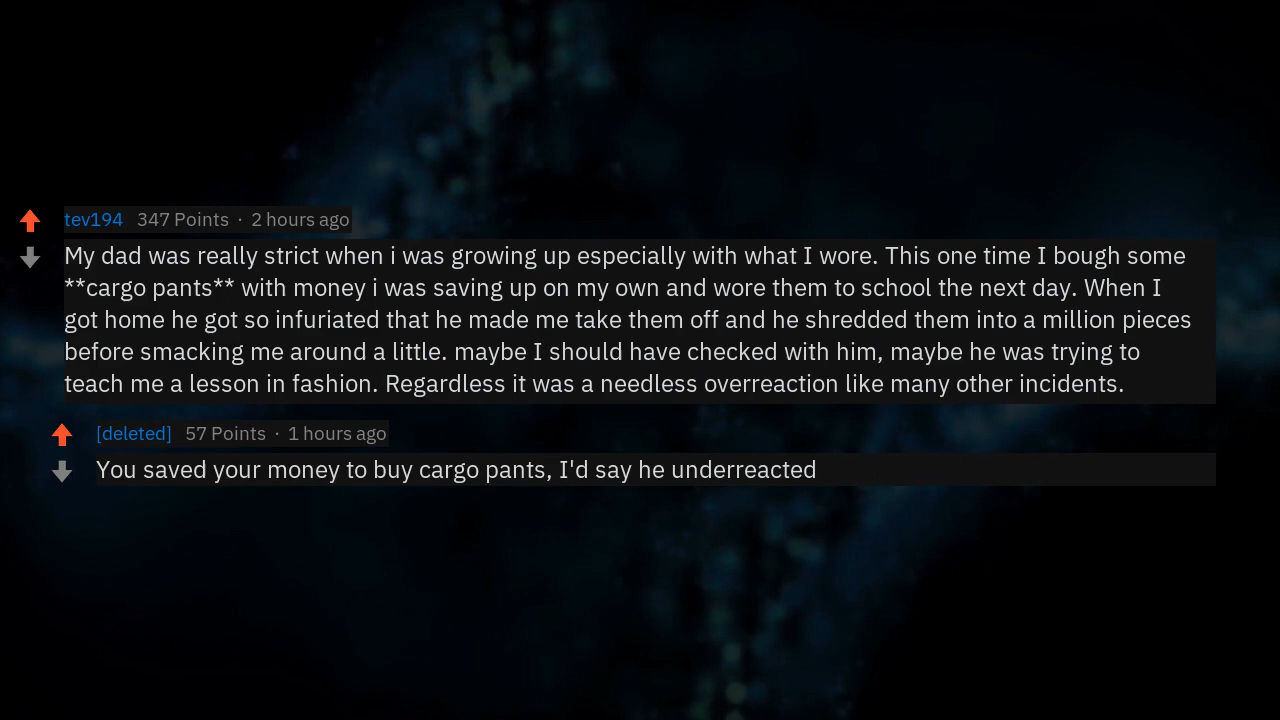 tev194 347 Points · 2 hours ago
My dad was really strict when i was growing up especially with what I wore. This one time I bough some
**cargo pants** with money i was saving up on my own and wore them to school the next day. When I
got home he got so infuriated that he made me take them off and he shredded them into a million pieces
before smacking me around a little. maybe I should have checked with him, maybe he was trying to
teach me a lesson in fashion. Regardless it was a needless overreaction like many other incidents.
[deleted] 57 Points · 1 hours ago
You saved your money to buy cargo pants, I'd say he underreacted